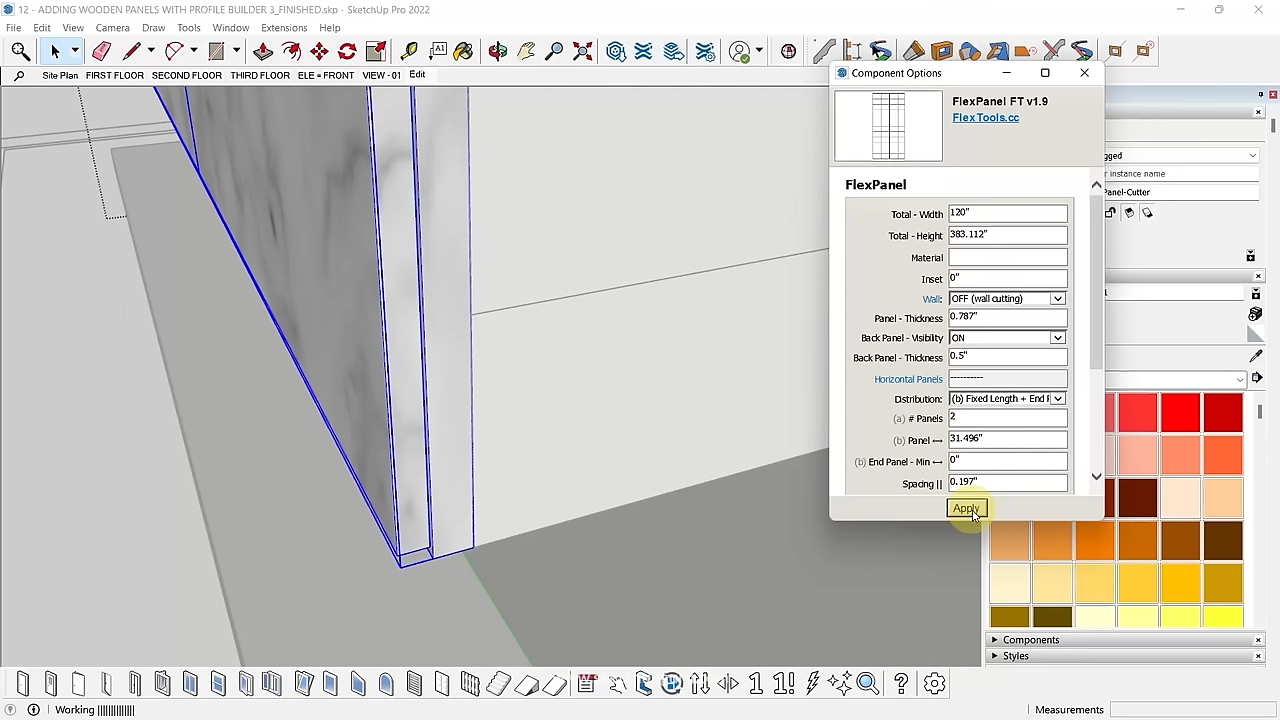 12 - ADDING WOODEN PANELS WITH PROFILE BUILDER 3_FINISHED.skp - SketchUp Pro 2022
File Edit View Camera Draw Tools Window Extensions Help
Site Plan FIRST FLOOR SECOND FLOOR THIRD FLOOR ELE = FRONT VIEW - 01 Edit
Component Options
FlexPanel FT v1.9
FlexTools.cc
FlexPanel
Total - Width 120"
Total - Height 383.112"
Material
Inset 0"
Wall: OFF (wall cutting)
Panel - Thickness 0.787"
Back Panel - Visibility ON
Back Panel - Thickness 0.5"
Horizontal Panels ----------
Distribution: (b) Fixed Length + End
(a) # Panels 2
(b) Panel ↔ 31.496"
(b) End Panel - Min ↔ 0"
Spacing || 0.197"
Apply
gged
r instance name
Panel-Cutter
Components
Styles
Working |||||||||||||
Measurements